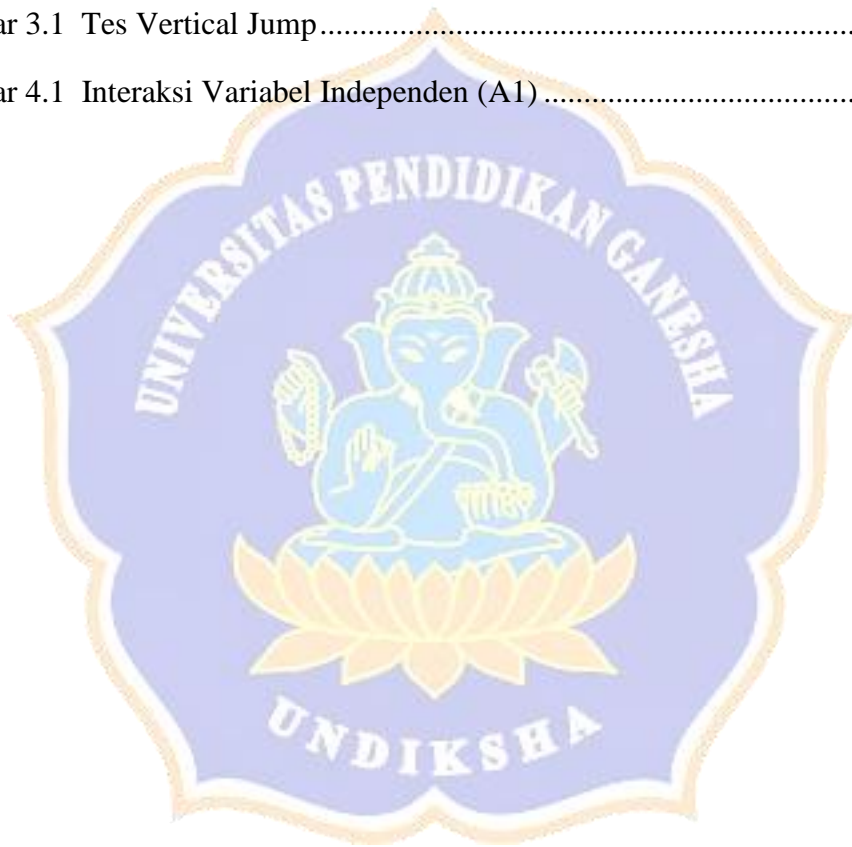 ar 3.1 Tes Vertical Jump......................................................................
ar 4.1 Interaksi Variabel Independen (A1)..........................................
UNIVERSITAS PENDIDIKAN GANESHA
UNDIKSHA